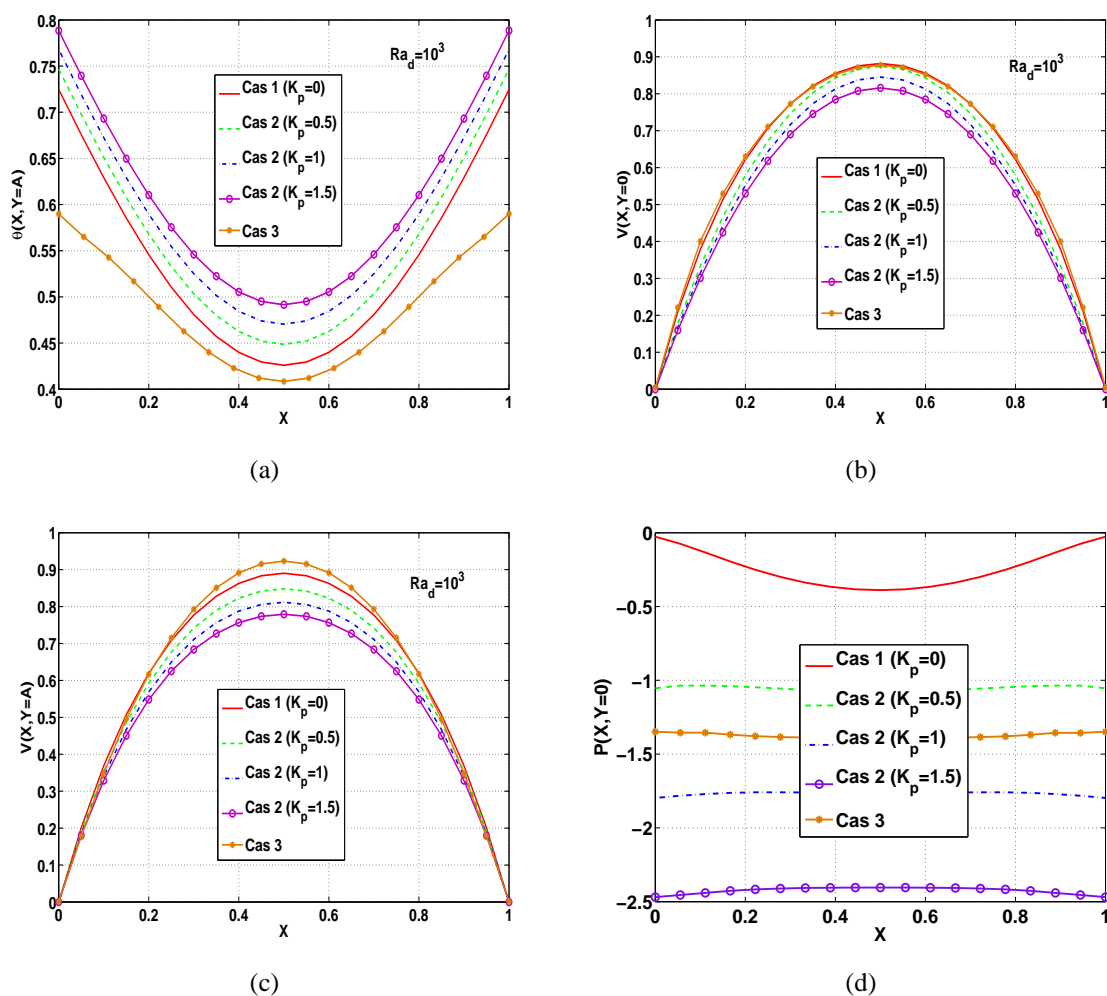 0.8
0.75
0.7
0.65
0.6
0.55
0.5
0.45
0.4
θ(X,Y=A)
Ra_d=10^3
Cas 1 (K_p=0)
Cas 2 (K_p=0.5)
Cas 2 (K_p=1)
Cas 2 (K_p=1.5)
Cas 3
0 0.2 0.4 0.6 0.8 1
X
(a)
1
0.9
0.8
0.7
0.6
0.5
0.4
0.3
0.2
0.1
0
V(X,Y=0)
Ra_d=10^3
Cas 1 (K_p=0)
Cas 2 (K_p=0.5)
Cas 2 (K_p=1)
Cas 2 (K_p=1.5)
Cas 3
0 0.2 0.4 0.6 0.8 1
X
(b)
1
0.9
0.8
0.7
0.6
0.5
0.4
0.3
0.2
0.1
0
V(X,Y=A)
Ra_d=10^3
Cas 1 (K_p=0)
Cas 2 (K_p=0.5)
Cas 2 (K_p=1)
Cas 2 (K_p=1.5)
Cas 3
0 0.2 0.4 0.6 0.8 1
X
(c)
0
−0.5
−1
−1.5
−2
−2.5
P(X,Y=0)
Cas 1 (K_p=0)
Cas 2 (K_p=0.5)
Cas 2 (K_p=1)
Cas 2 (K_p=1.5)
Cas 3
0 0.2 0.4 0.6 0.8 1
X
(d)